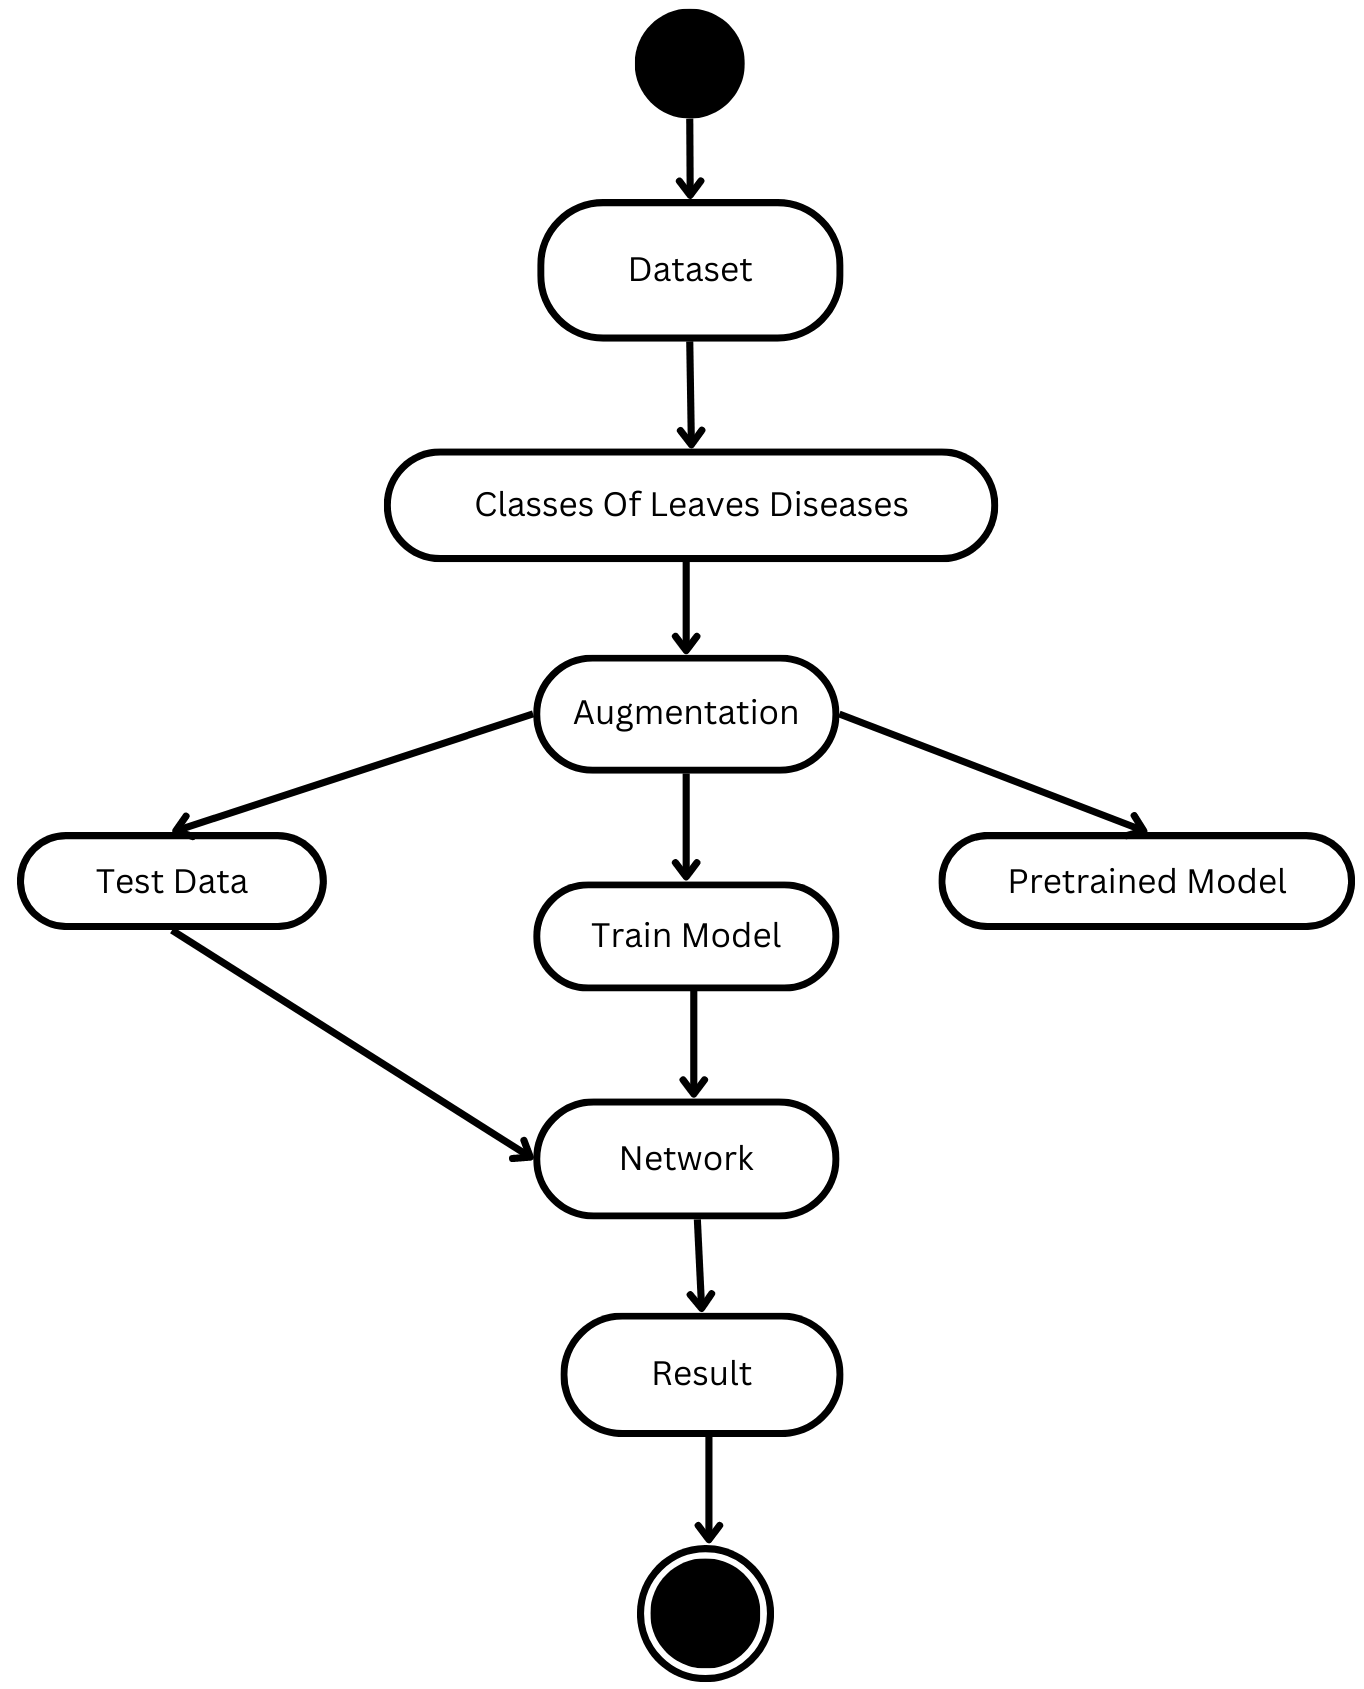 Dataset
Classes Of Leaves Diseases
Augmentation
Test Data
Train Model
Pretrained Model
Network
Result